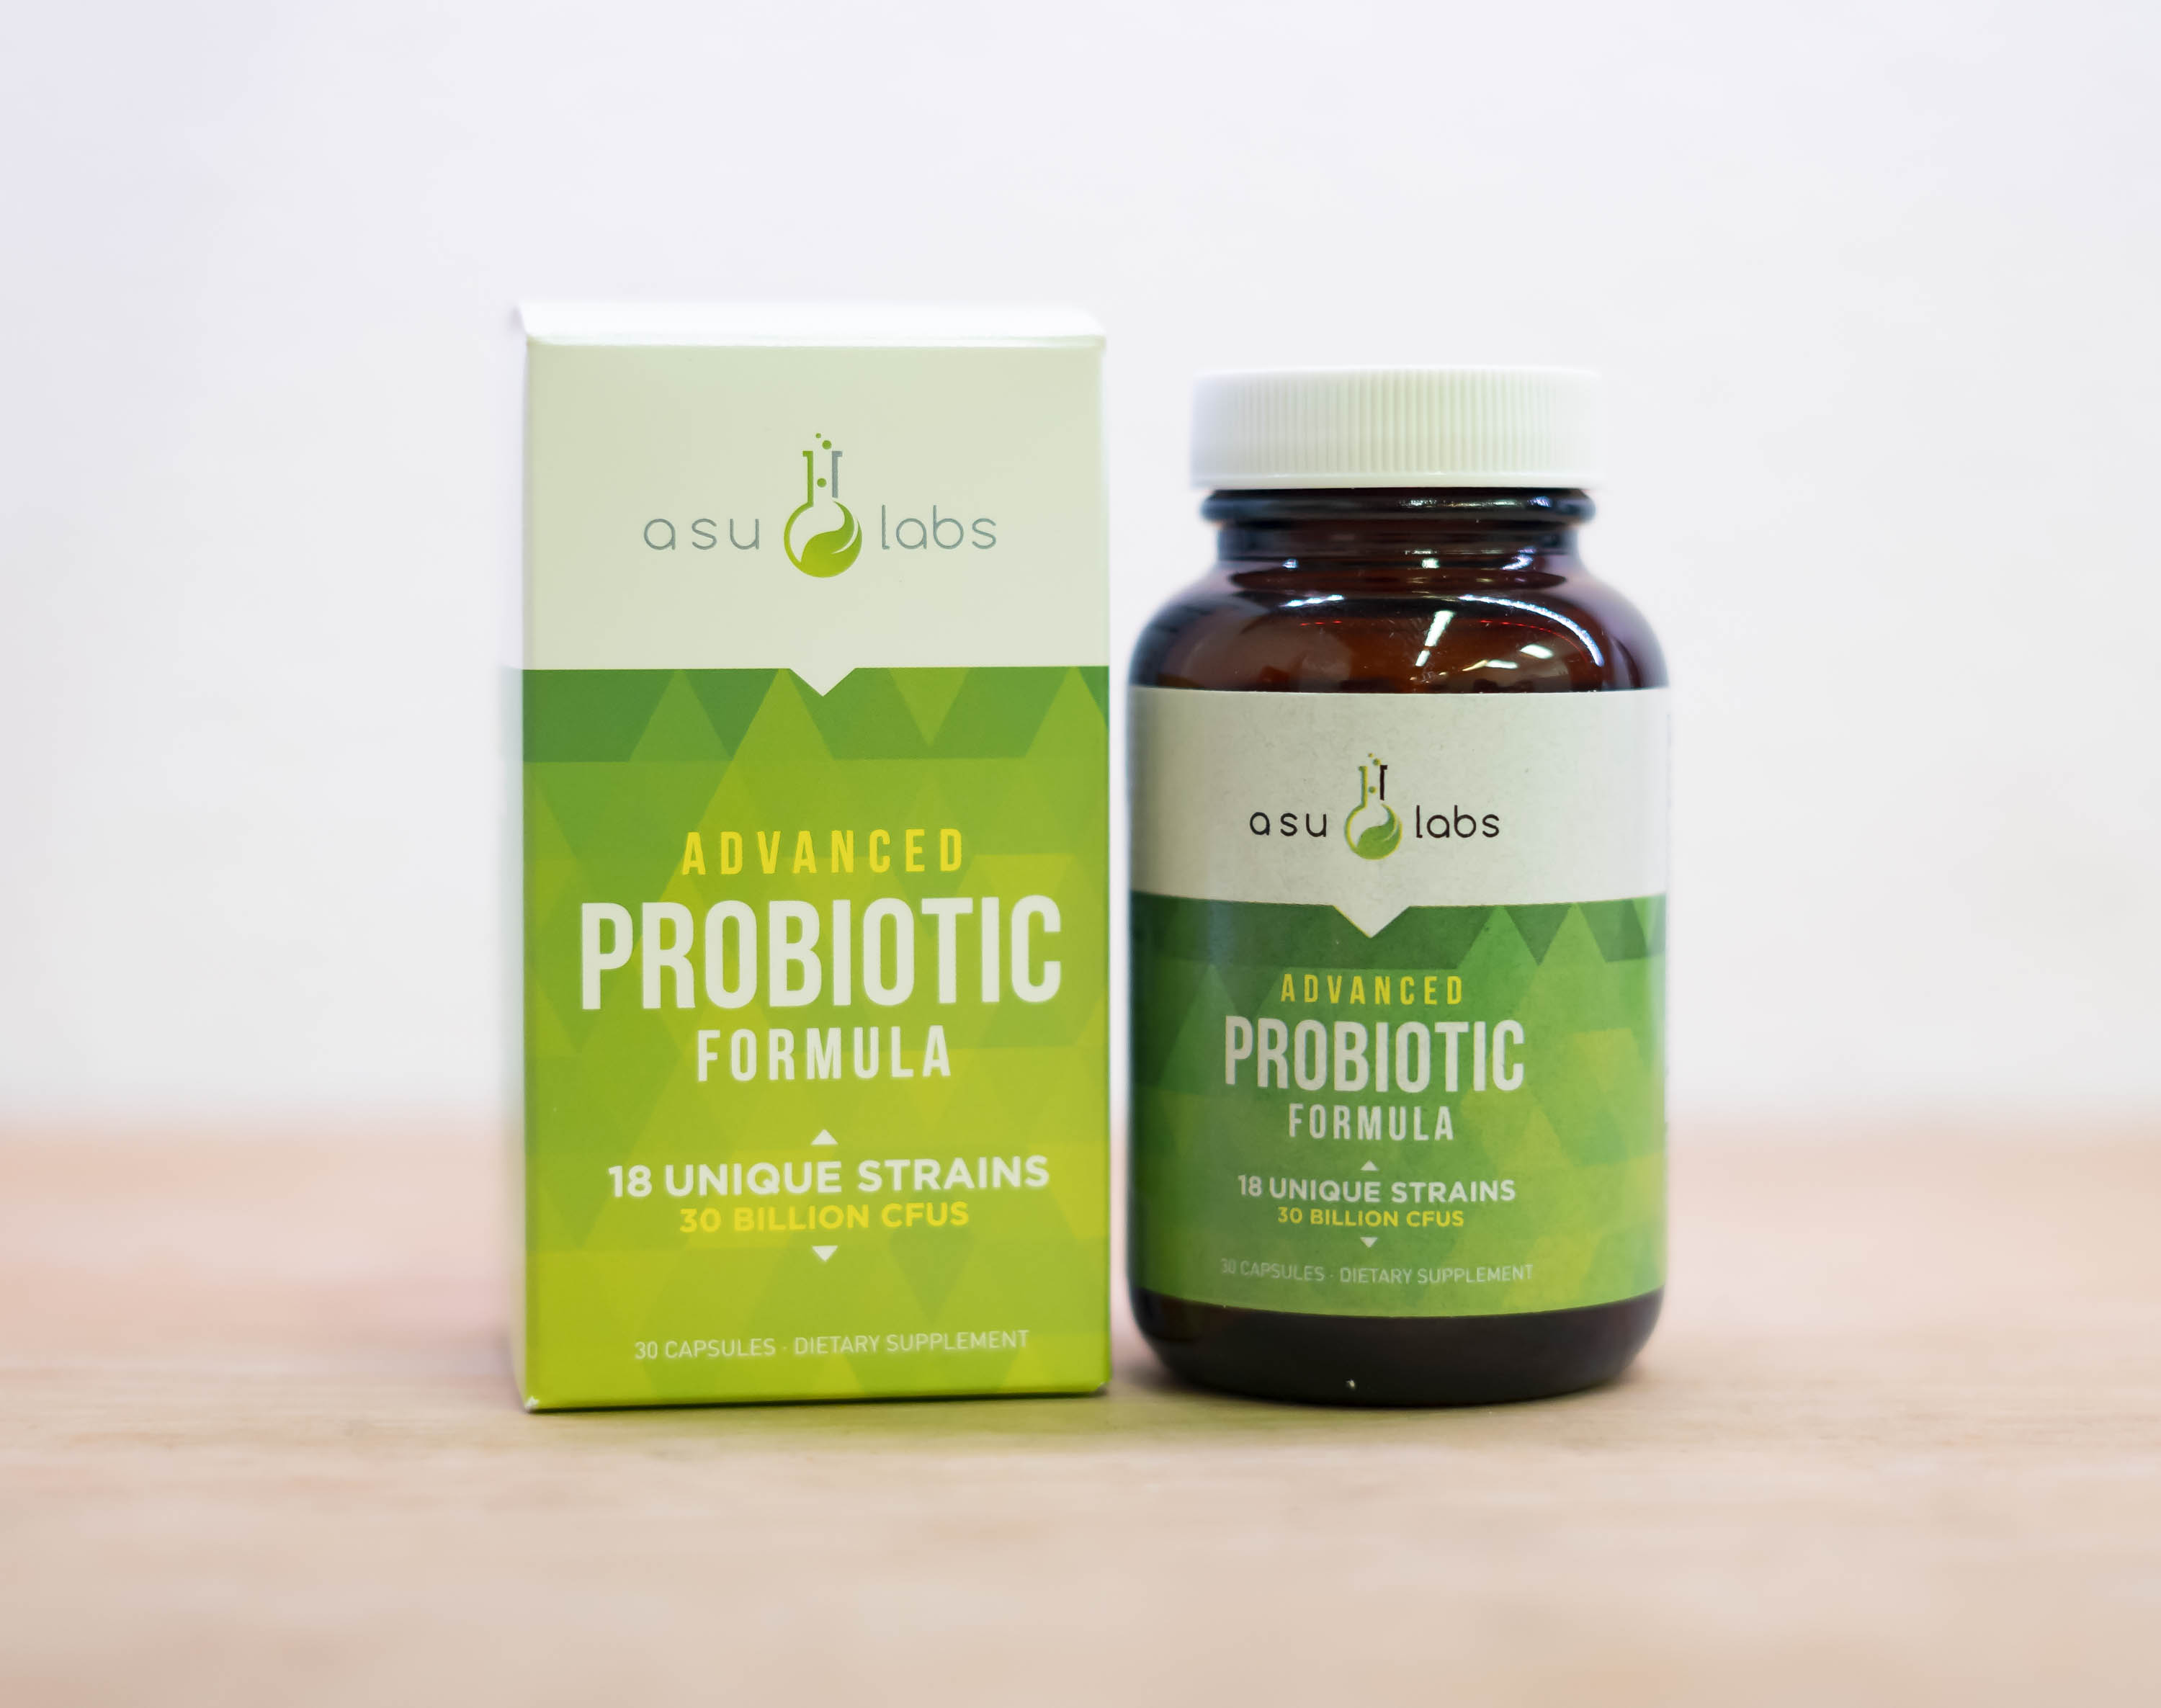 asu labs
ADVANCED
PROBIOTIC
FORMULA
18 UNIQUE STRAINS
30 BILLION CFUS
30 CAPSULES · DIETARY SUPPLEMENT
asu labs
ADVANCED
PROBIOTIC
FORMULA
18 UNIQUE STRAINS
30 BILLION CFUS
30 CAPSULES · DIETARY SUPPLEMENT